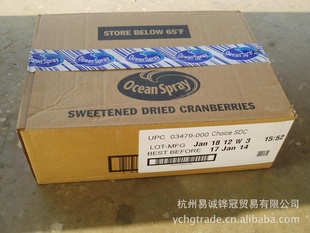 STORE BELOW 65°F
Ocean Spray
SWEETENED DRIED CRANBERRIES
UPC 03479-000 Choice SDC
LOT-MFG Jan 18 12 W 3 15:52
BEST BEFORE 17 Jan 14
杭州易诚铧冠贸易有限公司
ychgtrade.cn.alibaba.com